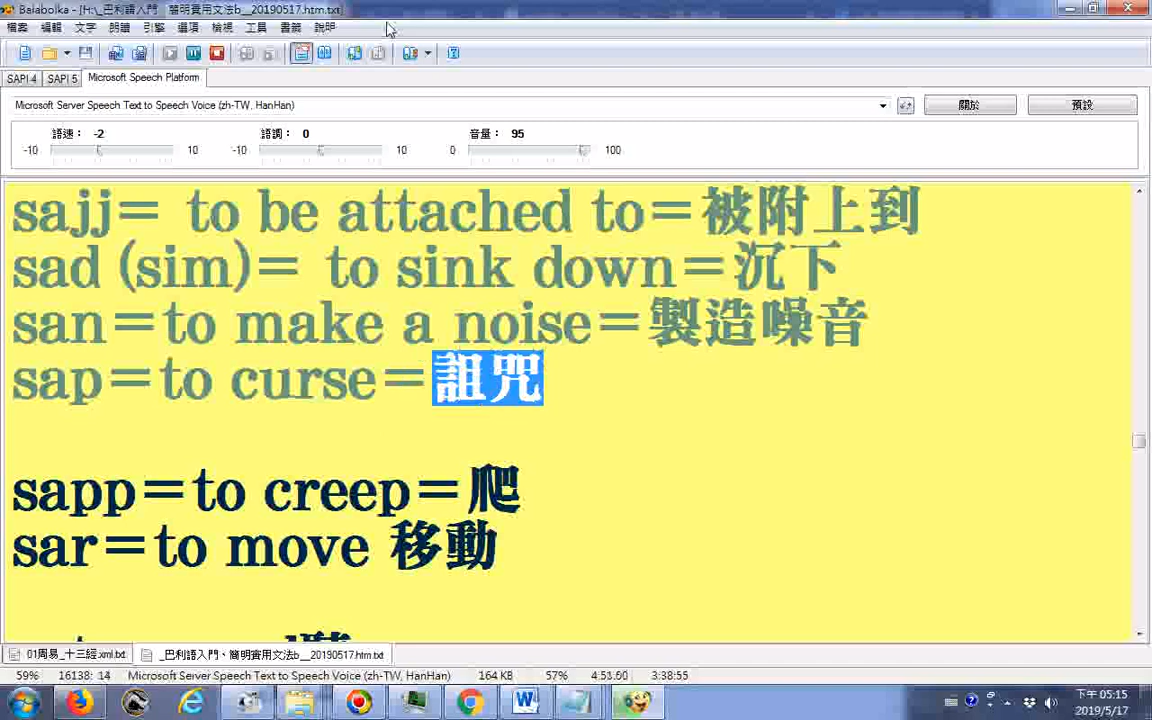 Balabolka - [H:\_巴利語入門、簡明實用文法b__20190517.htm.txt]
檔案 編輯 文字 朗讀 引擎 選項 檢視 工具 書籤 說明
SAPI 4 SAPI 5 Microsoft Speech Platform
Microsoft Server Speech Text to Speech Voice (zh-TW, HanHan) 關於 預設
語速： -2 語調： 0 音量： 95
-10 10 -10 10 0 100
sajj= to be attached to=被附上到
sad (sim)= to sink down=沉下
san=to make a noise=製造噪音
sap=to curse=詛咒
sapp=to creep=爬
sar=to move 移動
01周易_十三經.xml.txt _巴利語入門、簡明實用文法b__20190517.htm.txt
59% 16138: 14 Microsoft Server Speech Text to Speech Voice (zh-TW, HanHan) 164 KB 57% 4:51:60 3:38:55
下午 05:15
2019/5/17